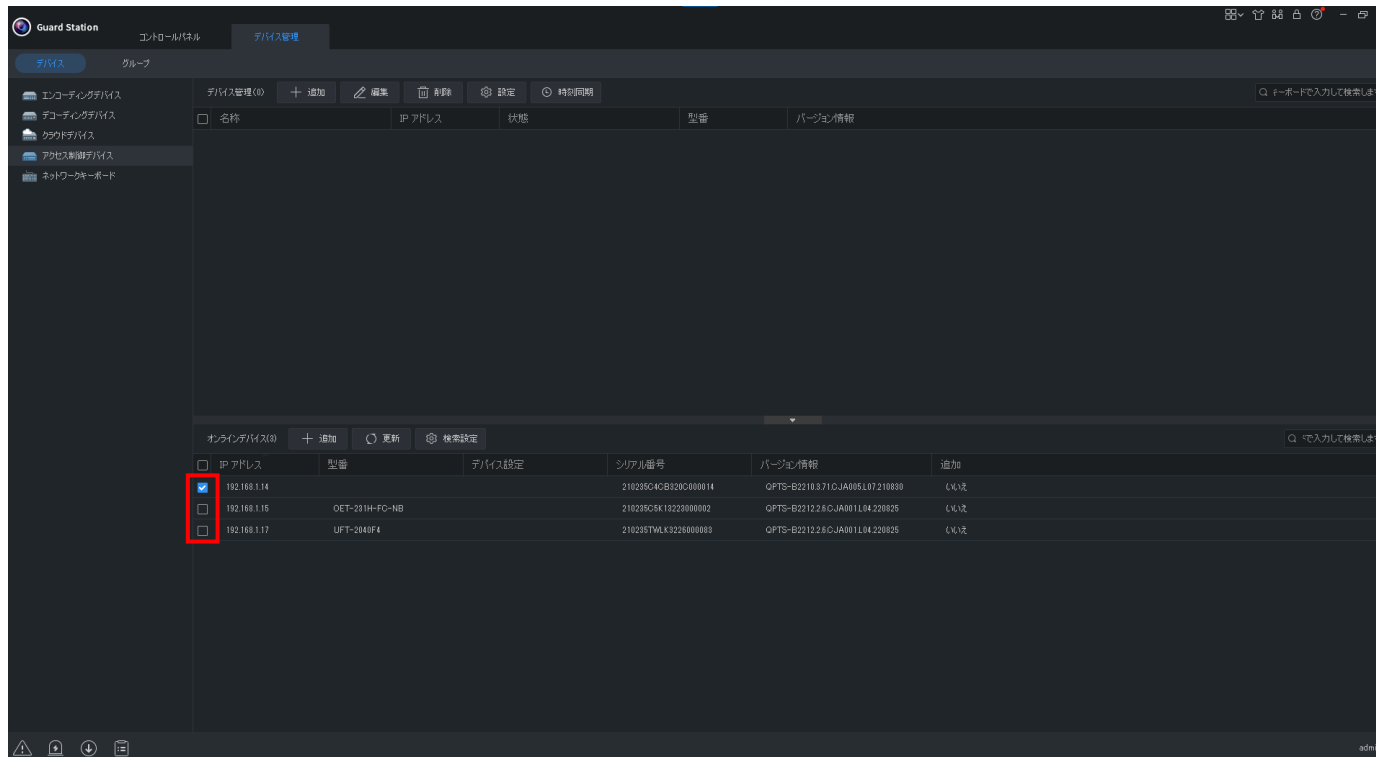 Guard Station
コントロールパネル デバイス管理
デバイス グループ
エンコーディングデバイス
デコーディングデバイス
クラウドデバイス
アクセス制御デバイス
ネットワークキーボード
デバイス管理(0) 追加 編集 削除 設定 時刻同期 キーボードで入力して検索しま
名称 IP アドレス 状態 型番 バージョン情報
オンラインデバイス(3) 追加 更新 検索設定 で入力して検索しま
IP アドレス 型番 デバイス設定 シリアル番号 バージョン情報 追加
192.168.1.14 210235C4CB320C000014 QPTS-B2210.3.71.CJA005.L07.210830 いいえ
192.168.1.15 OET-231H-FC-NB 210235C5K13223000002 QPTS-B2212.2.6.CJA001.L04.220825 いいえ
192.168.1.17 UFT-2040F4 210235TWLK3226000083 QPTS-B2212.2.6.CJA001.L04.220825 いいえ
admi